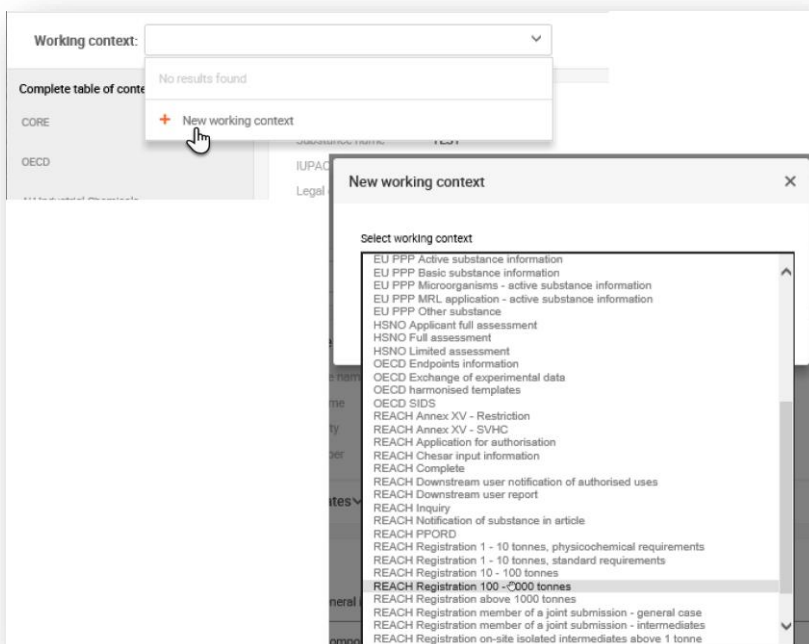 Working context:
No results found
Complete table of conte
CORE
+ New working context
Substance name TEST
OECD
IUPAC
Legal
New working context
Select working context
EU PPP Active substance information
EU PPP Basic substance information
EU PPP Microorganisms - active substance information
EU PPP MRL application - active substance information
EU PPP Other substance
HSNO Applicant full assessment
HSNO Full assessment
HSNO Limited assessment
OECD Endpoints information
OECD Exchange of experimental data
OECD harmonised templates
OECD SIDS
REACH Annex XV - Restriction
REACH Annex XV - SVHC
REACH Application for authorisation
REACH Chesar input information
REACH Complete
REACH Downstream user notification of authorised uses
REACH Downstream user report
REACH Inquiry
REACH Notification of substance in article
REACH PPORD
REACH Registration 1 - 10 tonnes, physicochemical requirements
REACH Registration 1 - 10 tonnes, standard requirements
REACH Registration 10 - 100 tonnes
REACH Registration 100 - 000 tonnes
REACH Registration above 1000 tonnes
REACH Registration member of a joint submission - general case
REACH Registration member of a joint submission - intermediates
REACH Registration on-site isolated intermediates above 1 tonne